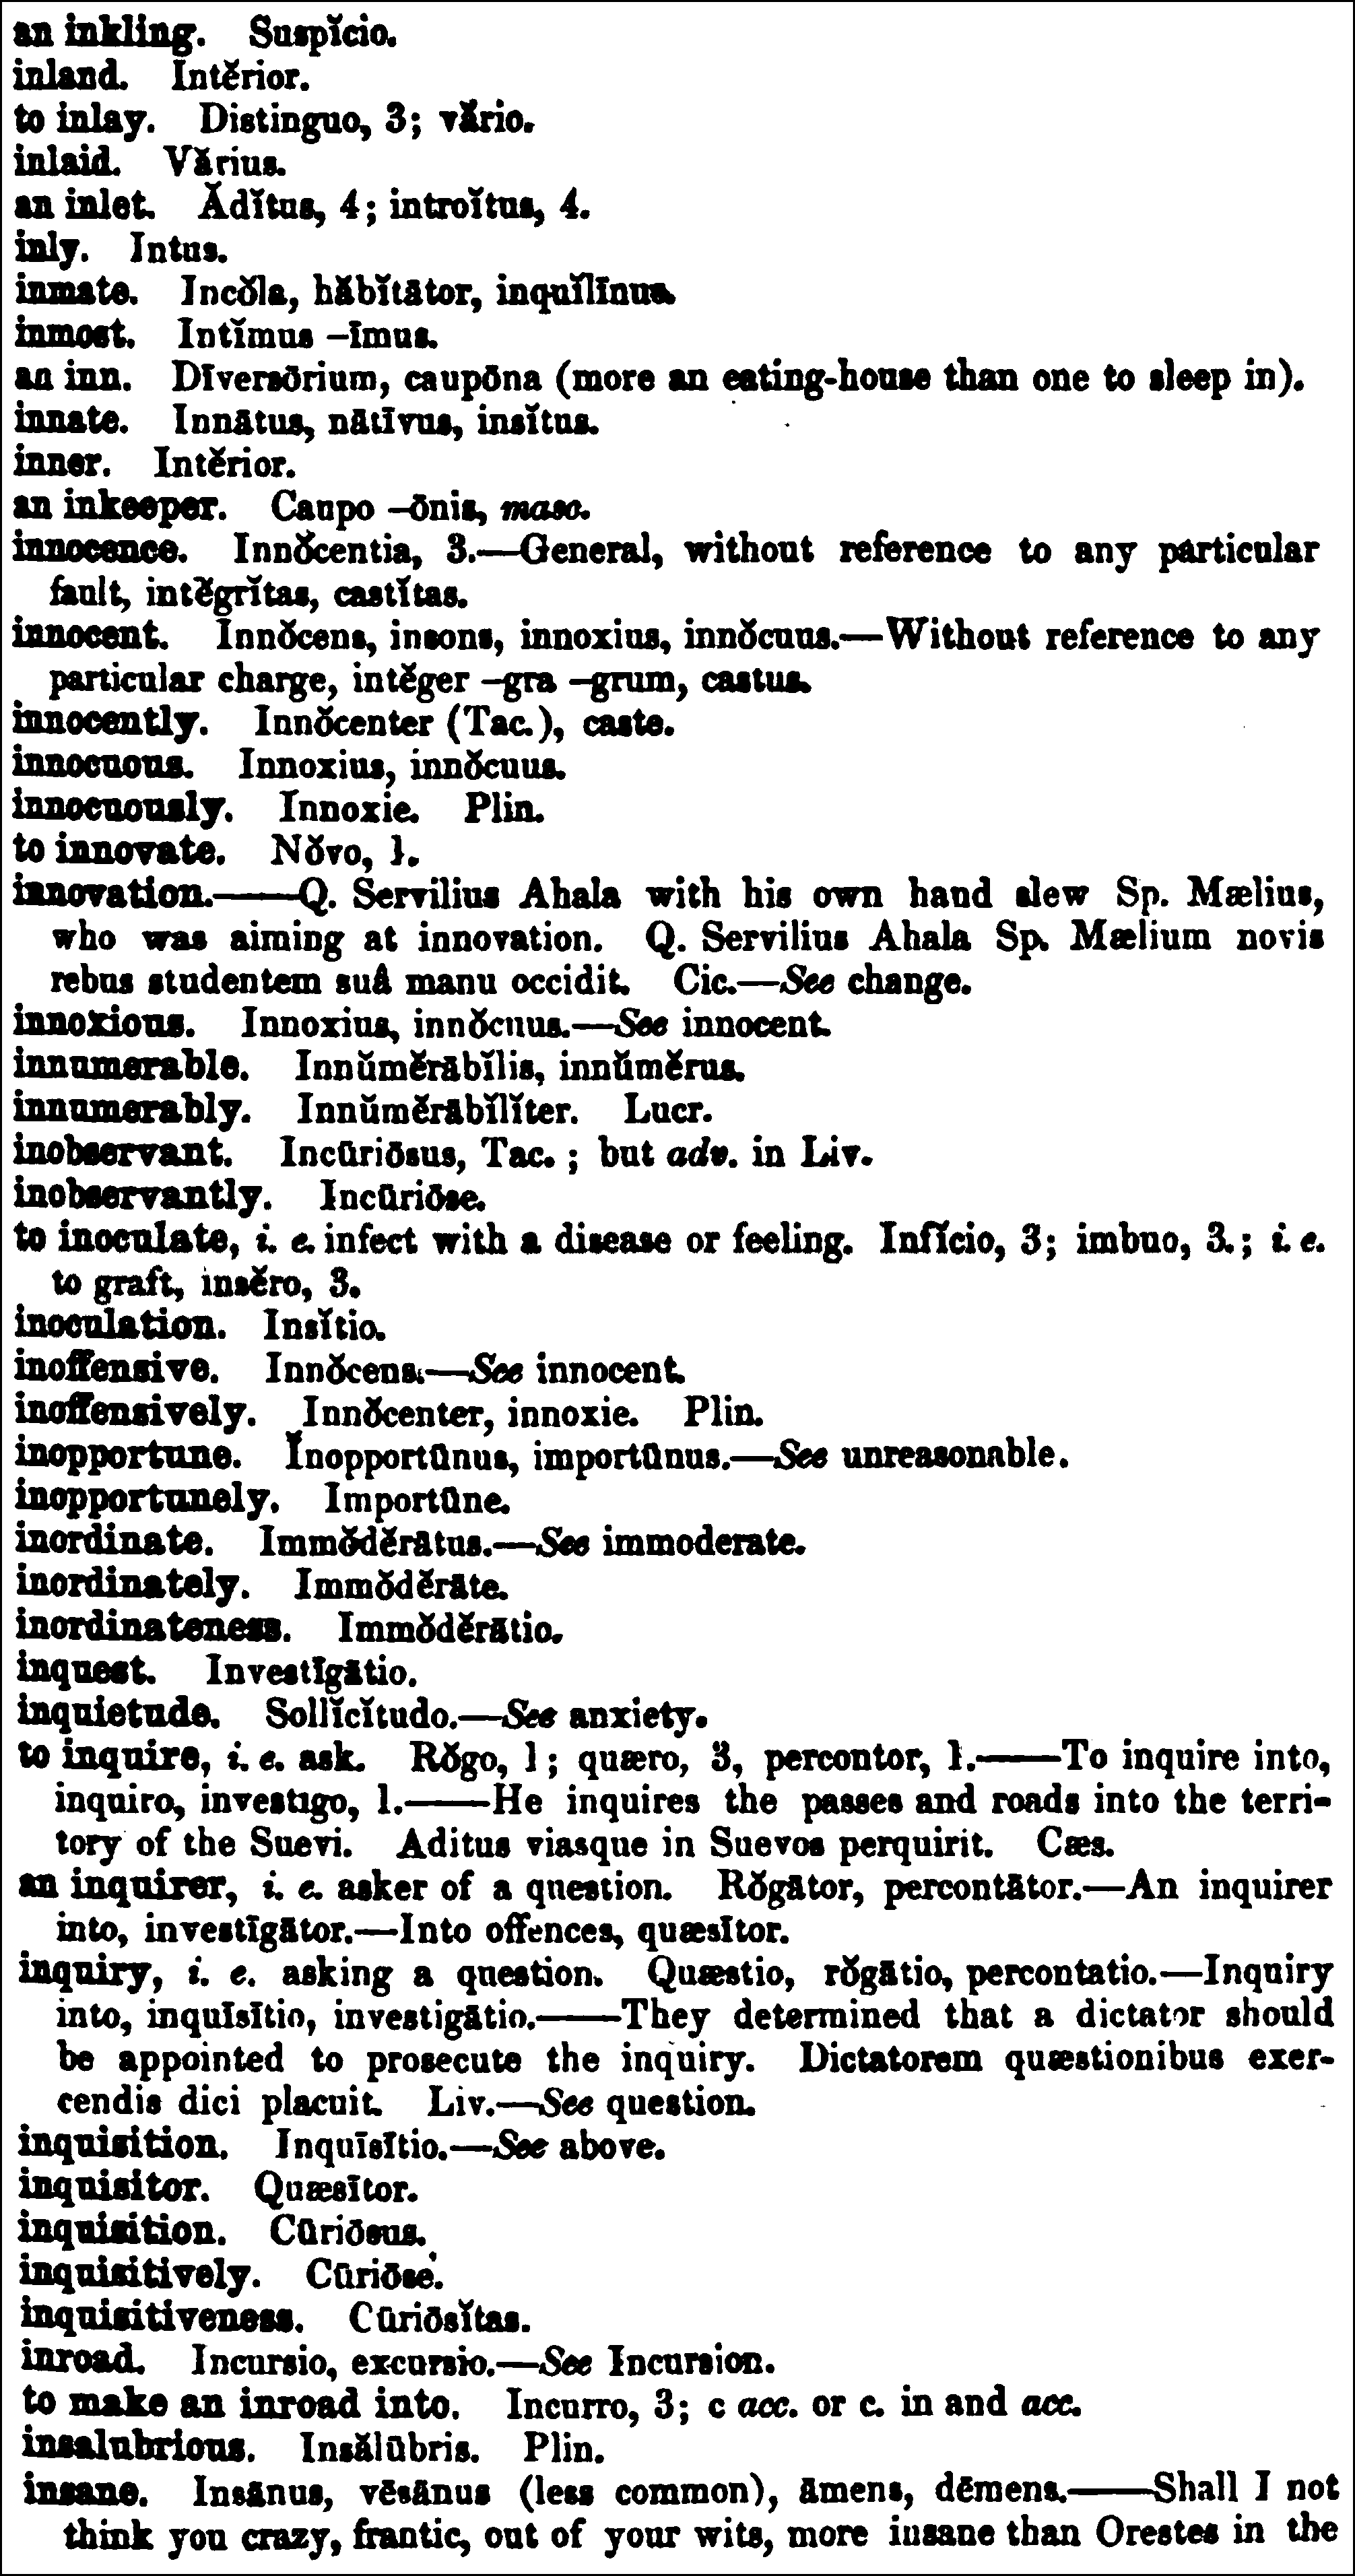 an inkling. Suspĭcio.
inland. Intĕrior.
to inlay. Distinguo, 3; vărio.
inlaid. Vărius.
an inlet. Ădĭtus, 4; introĭtus, 4.
inly. Intus.
inmate. Incŏla, hăbĭtātor, inquĭlīnus.
inmost. Intĭmus –īmus.
an inn. Dīversōrium, caupōna (more an eating-house than one to sleep in).
innate. Innātus, nātīvus, insĭtus.
inner. Intĕrior.
an inkeeper. Caupo –ōnis, masc.
innocence. Innŏcentia, 3.—General, without reference to any particular
fault, intĕgrĭtas, castĭtas.
innocent. Innŏcens, insons, innoxius, innŏcuus.—Without reference to any
particular charge, intĕger –gra –grum, castus.
innocently. Innŏcenter (Tac.), caste.
innocuous. Innoxius, innŏcuus.
innocuously. Innoxie. Plin.
to innovate. Nŏvo, 1.
innovation.——Q. Servilius Ahala with his own hand slew Sp. Mælius,
who was aiming at innovation. Q. Servilius Ahala Sp. Mælium novis
rebus studentem suâ manu occidit. Cic.—See change.
innoxious. Innoxius, innŏcuus.—See innocent.
innumerable. Innŭmĕrābĭlis, innŭmĕrus.
innumerably. Innŭmĕrābĭlĭter. Lucr.
inobservant. Incūriōsus, Tac.; but adv. in Liv.
inobservantly. Incūriōse.
to inoculate, i. e. infect with a disease or feeling. Infĭcio, 3; imbuo, 3.; i. e.
to graft, insĕro, 3.
inoculation. Insĭtio.
inoffensive. Innŏcens.—See innocent.
inoffensively. Innŏcenter, innoxie. Plin.
inopportune. Ĭnopportūnus, importūnus.—See unreasonable.
inopportunely. Importūne.
inordinate. Immŏdĕrātus.—See immoderate.
inordinately. Immŏdĕrāte.
inordinateness. Immŏdĕrātio.
inquest. Investīgātio.
inquietude. Sollĭcĭtudo.—See anxiety.
to inquire, i. e. ask. Rŏgo, 1; quæro, 3, percontor, 1.——To inquire into,
inquiro, investigo, 1.——He inquires the passes and roads into the terri-
tory of the Suevi. Aditus viasque in Suevos perquirit. Cæs.
an inquirer, i. e. asker of a question. Rŏgātor, percontātor.—An inquirer
into, investīgātor.—Into offences, quæsītor.
inquiry, i. e. asking a question. Quæstio, rŏgātio, percontatio.—Inquiry
into, inquīsītio, investigātio.——They determined that a dictator should
be appointed to prosecute the inquiry. Dictatorem quæstionibus exer-
cendis dici placuit. Liv.—See question.
inquisition. Inquīsītio.—See above.
inquisitor. Quæsītor.
inquisition. Cūriōsus.
inquisitively. Cūriōse.
inquisitiveness. Cūriōsĭtas.
inroad. Incursio, excursio.—See Incursion.
to make an inroad into. Incurro, 3; c acc. or c. in and acc.
insalubrious. Insălūbris. Plin.
insane. Insānus, vēsānus (less common), āmens, dēmens.——Shall I not
think you crazy, frantic, out of your wits, more insane than Orestes in the